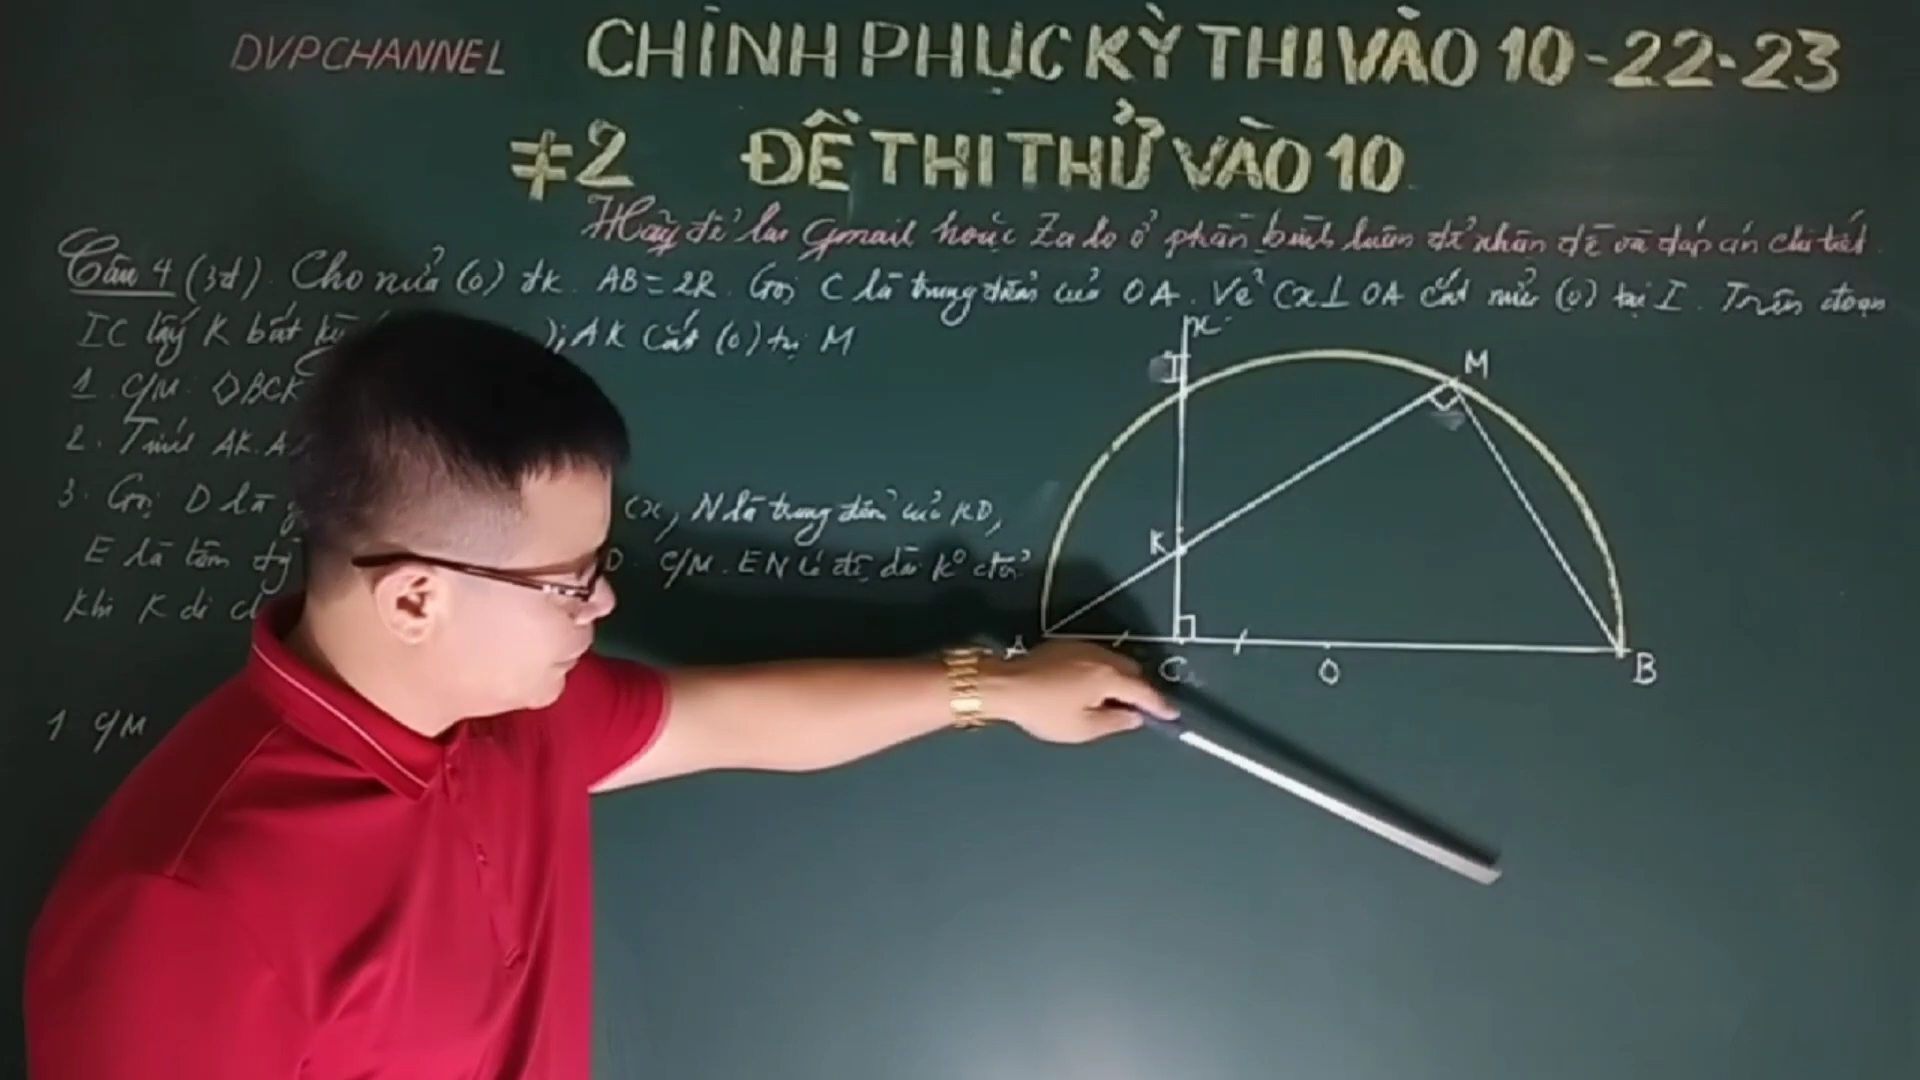 DVPCHANNEL CHINH PHỤC KỲ THI VÀO 10-22-23
#2 ĐỀ THI THỬ VÀO 10
Hãy để lại Gmail hoặc Zalo ở phần bình luận để nhận đề và đáp án chi tiết.
Câu 4 (3đ). Cho nửa (O) đk. AB = 2R. Gọi C là trung điểm của OA. Vẽ Cx ⊥ OA cắt nửa (O) tại I. Trên đoạn
IC lấy K bất kỳ ); AK cắt (O) tại M
1. C/M: ◇BCK
2. Tính AK.A
3. Gọi D là Cx, N là trung điểm của KD,
E là tâm D. C/M. EN có độ dài K° đổi
Khi K di
1 C/M
x
I
M
K
A
C
O
B